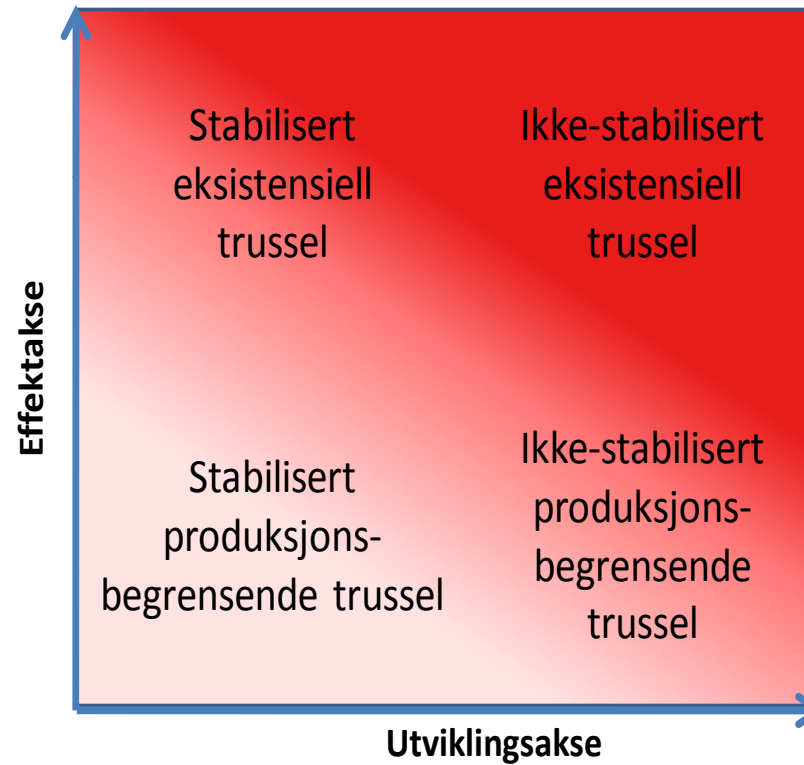 Stabilisert
eksistensiell
trussel
Ikke-stabilisert
eksistensiell
trussel
Effektakse
Stabilisert
produksjons-
begrensende trussel
Ikke-stabilisert
produksjons-
begrensende
trussel
Utviklingsakse